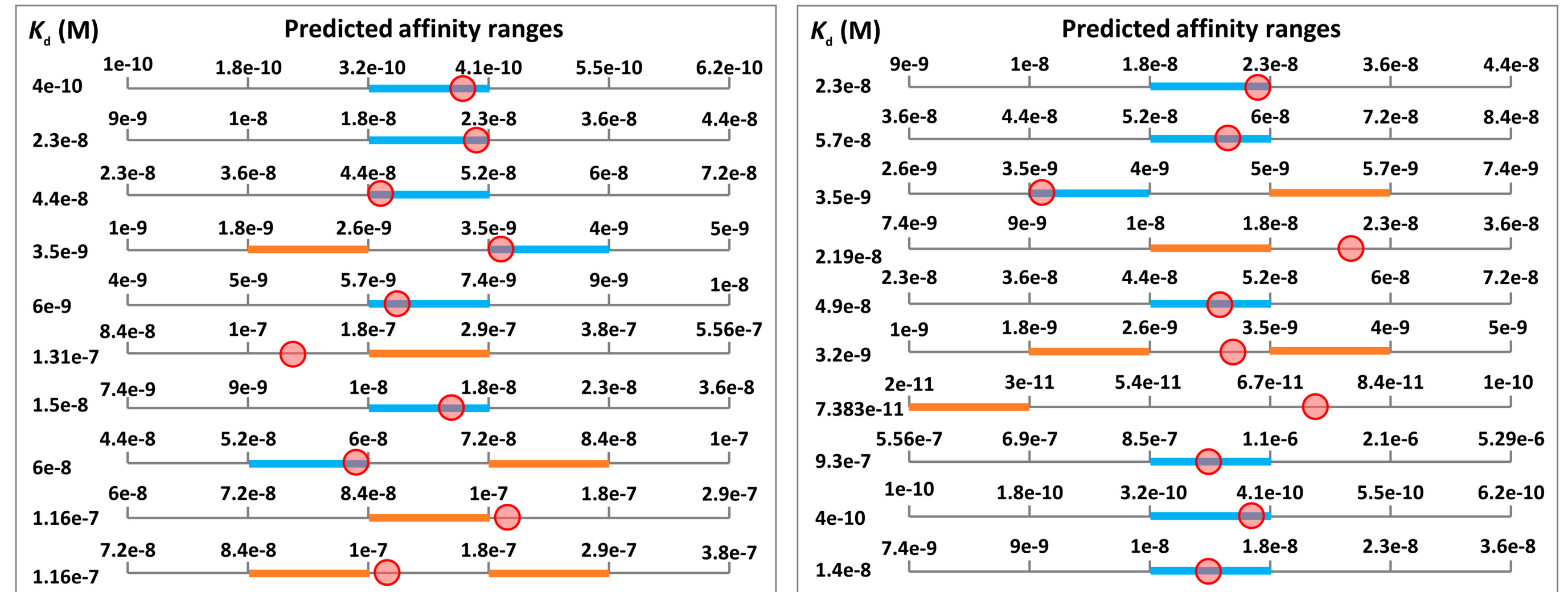 Kd (M) Predicted affinity ranges
1e-10 1.8e-10 3.2e-10 4.1e-10 5.5e-10 6.2e-10
4e-10
9e-9 1e-8 1.8e-8 2.3e-8 3.6e-8 4.4e-8
2.3e-8
2.3e-8 3.6e-8 4.4e-8 5.2e-8 6e-8 7.2e-8
4.4e-8
1e-9 1.8e-9 2.6e-9 3.5e-9 4e-9 5e-9
3.5e-9
4e-9 5e-9 5.7e-9 7.4e-9 9e-9 1e-8
6e-9
8.4e-8 1e-7 1.8e-7 2.9e-7 3.8e-7 5.56e-7
1.31e-7
7.4e-9 9e-9 1e-8 1.8e-8 2.3e-8 3.6e-8
1.5e-8
4.4e-8 5.2e-8 6e-8 7.2e-8 8.4e-8 1e-7
6e-8
6e-8 7.2e-8 8.4e-8 1e-7 1.8e-7 2.9e-7
1.16e-7
7.2e-8 8.4e-8 1e-7 1.8e-7 2.9e-7 3.8e-7
1.16e-7
Kd (M) Predicted affinity ranges
9e-9 1e-8 1.8e-8 2.3e-8 3.6e-8 4.4e-8
2.3e-8
3.6e-8 4.4e-8 5.2e-8 6e-8 7.2e-8 8.4e-8
5.7e-8
2.6e-9 3.5e-9 4e-9 5e-9 5.7e-9 7.4e-9
3.5e-9
7.4e-9 9e-9 1e-8 1.8e-8 2.3e-8 3.6e-8
2.19e-8
2.3e-8 3.6e-8 4.4e-8 5.2e-8 6e-8 7.2e-8
4.9e-8
1e-9 1.8e-9 2.6e-9 3.5e-9 4e-9 5e-9
3.2e-9
2e-11 3e-11 5.4e-11 6.7e-11 8.4e-11 1e-10
7.383e-11
5.56e-7 6.9e-7 8.5e-7 1.1e-6 2.1e-6 5.29e-6
9.3e-7
1e-10 1.8e-10 3.2e-10 4.1e-10 5.5e-10 6.2e-10
4e-10
7.4e-9 9e-9 1e-8 1.8e-8 2.3e-8 3.6e-8
1.4e-8